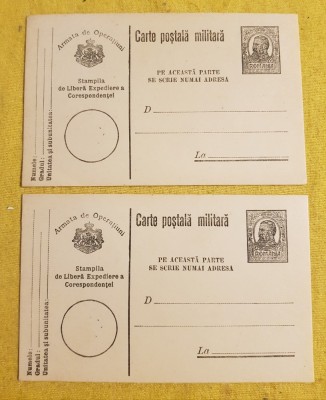 Armata de Operațiuni
Stampila
de Liberă Expediere a
Corespondenței
Numele:
Gradul:
Unitatea și subunitatea
Carte poștală militară
PE ACEASTĂ PARTE
SE SCRIE NUMAI ADRESA
D
La
ROMANIA
Armata de Operațiuni
Stampila
de Liberă Expediere a
Corespondenței
Numele:
Gradul:
Unitatea și subunitatea
Carte poștală militară
PE ACEASTĂ PARTE
SE SCRIE NUMAI ADRESA
D
La
ROMANIA